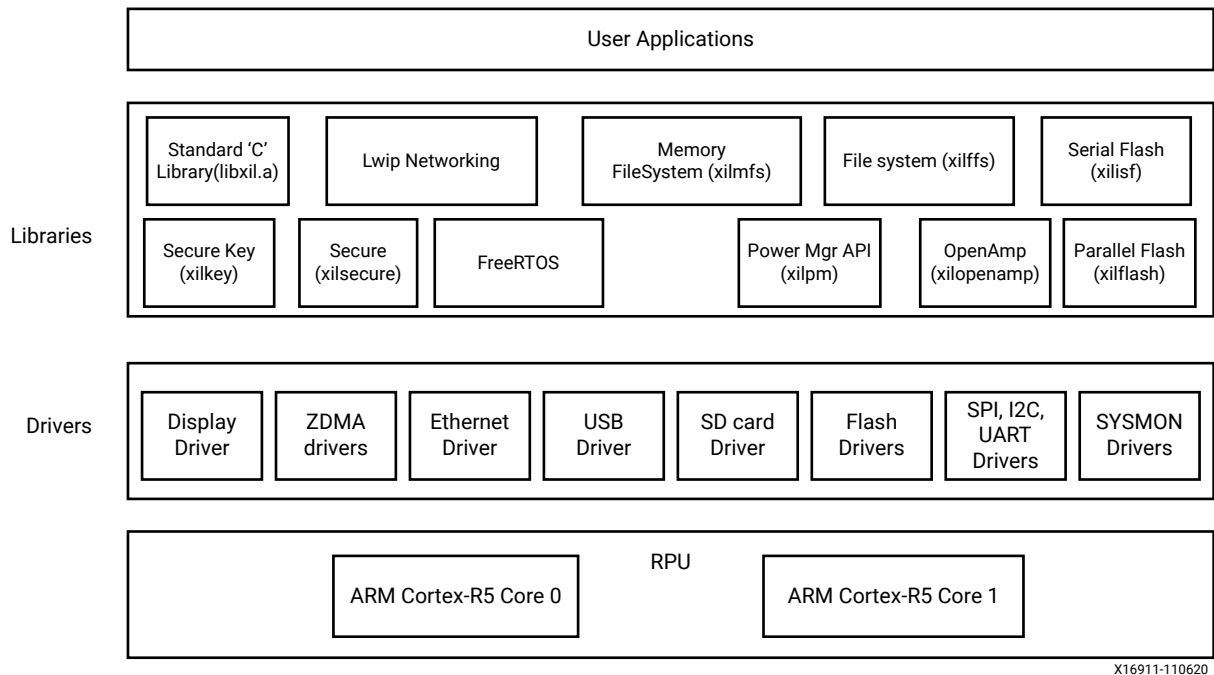 User Applications
Standard ‘C’
Library(libxil.a)
Lwip Networking
Memory
FileSystem (xilmfs)
File system (xilffs)
Serial Flash
(xilisf)
Libraries
Secure Key
(xilkey)
Secure
(xilsecure)
FreeRTOS
Power Mgr API
(xilpm)
OpenAmp
(xilopenamp)
Parallel Flash
(xilflash)
Drivers
Display
Driver
ZDMA
drivers
Ethernet
Driver
USB
Driver
SD card
Driver
Flash
Drivers
SPI, I2C,
UART
Drivers
SYSMON
Drivers
RPU
ARM Cortex-R5 Core 0
ARM Cortex-R5 Core 1
X16911-110620